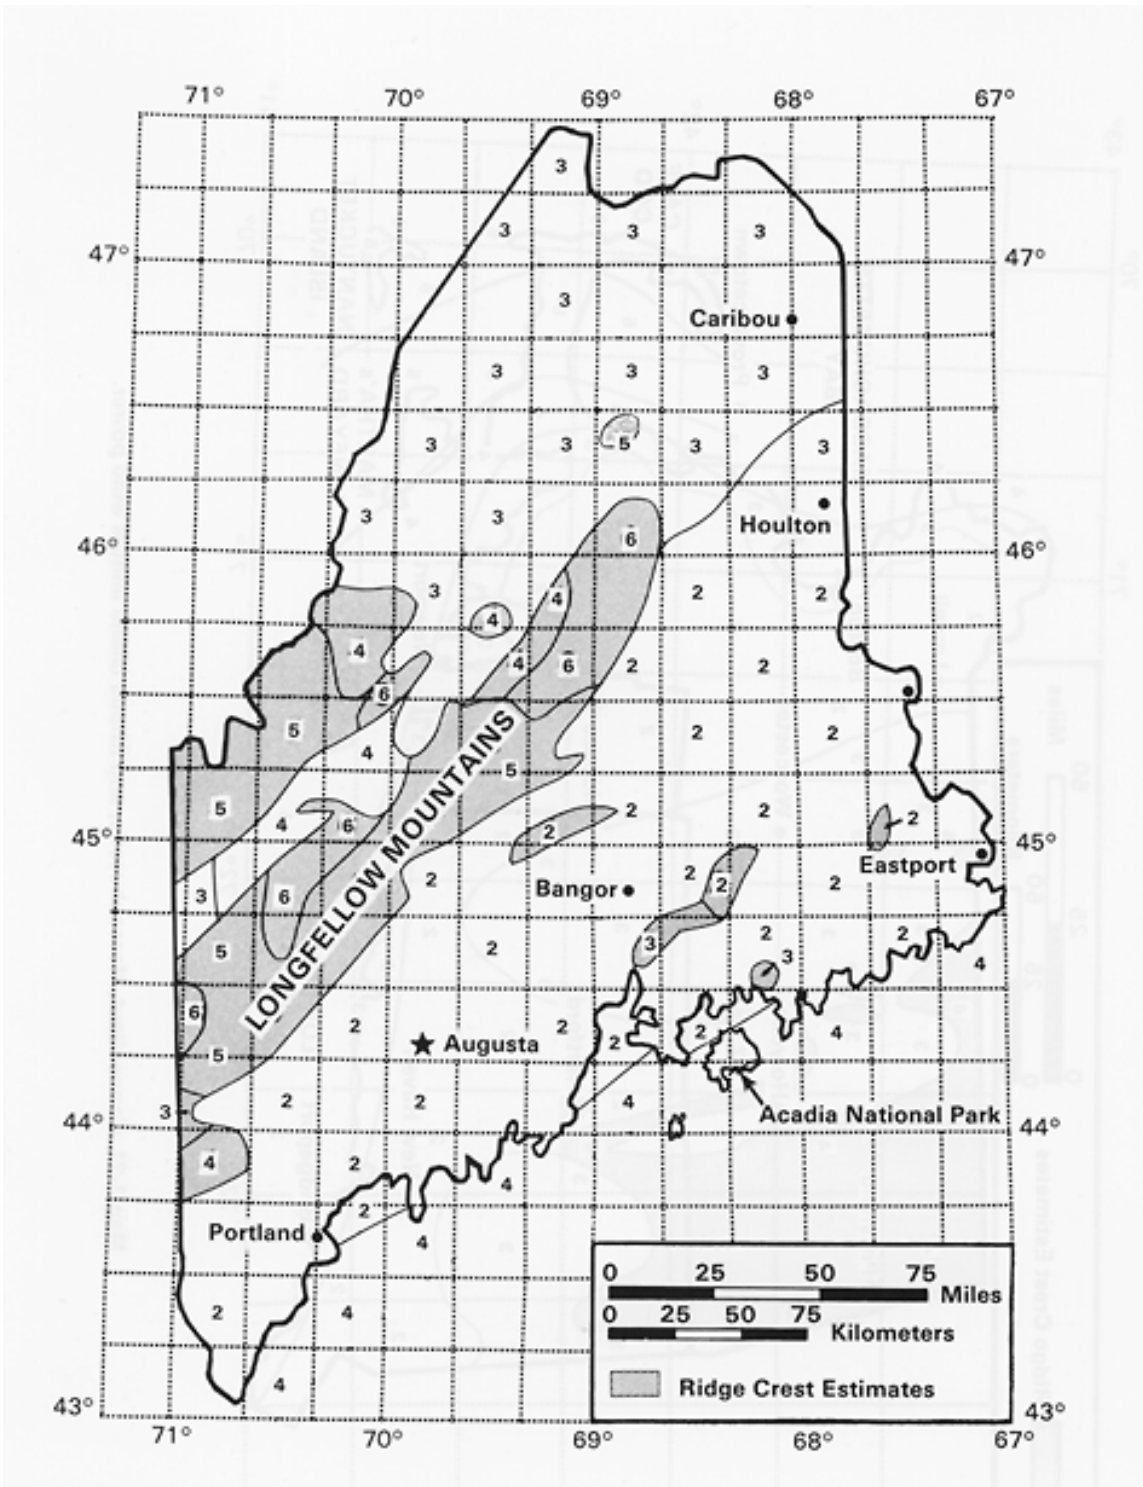 71° 70° 69° 68° 67°
3
3 3 3
47° 47°
3
Caribou
3 3 3
3 3 5 3 3
3 3
Houlton
6
46° 46°
3 4 2 2
4
4 4 6 2 2
6
5 4 2 2
5
5 4 6 2 2 2
2
45° 45°
Eastport
3 6 2 Bangor 2 2 2
LONGFELLOW MOUNTAINS
5 2 3 2 2
3 4
6 2 2 2 2 4
5 Augusta
3 2 2 4
Acadia National Park
44° 44°
4 2 4
2
Portland 4
2 4
4
0 25 50 75
Miles
0 25 50 75
Kilometers
Ridge Crest Estimates
43° 43°
71° 70° 69° 68° 67°